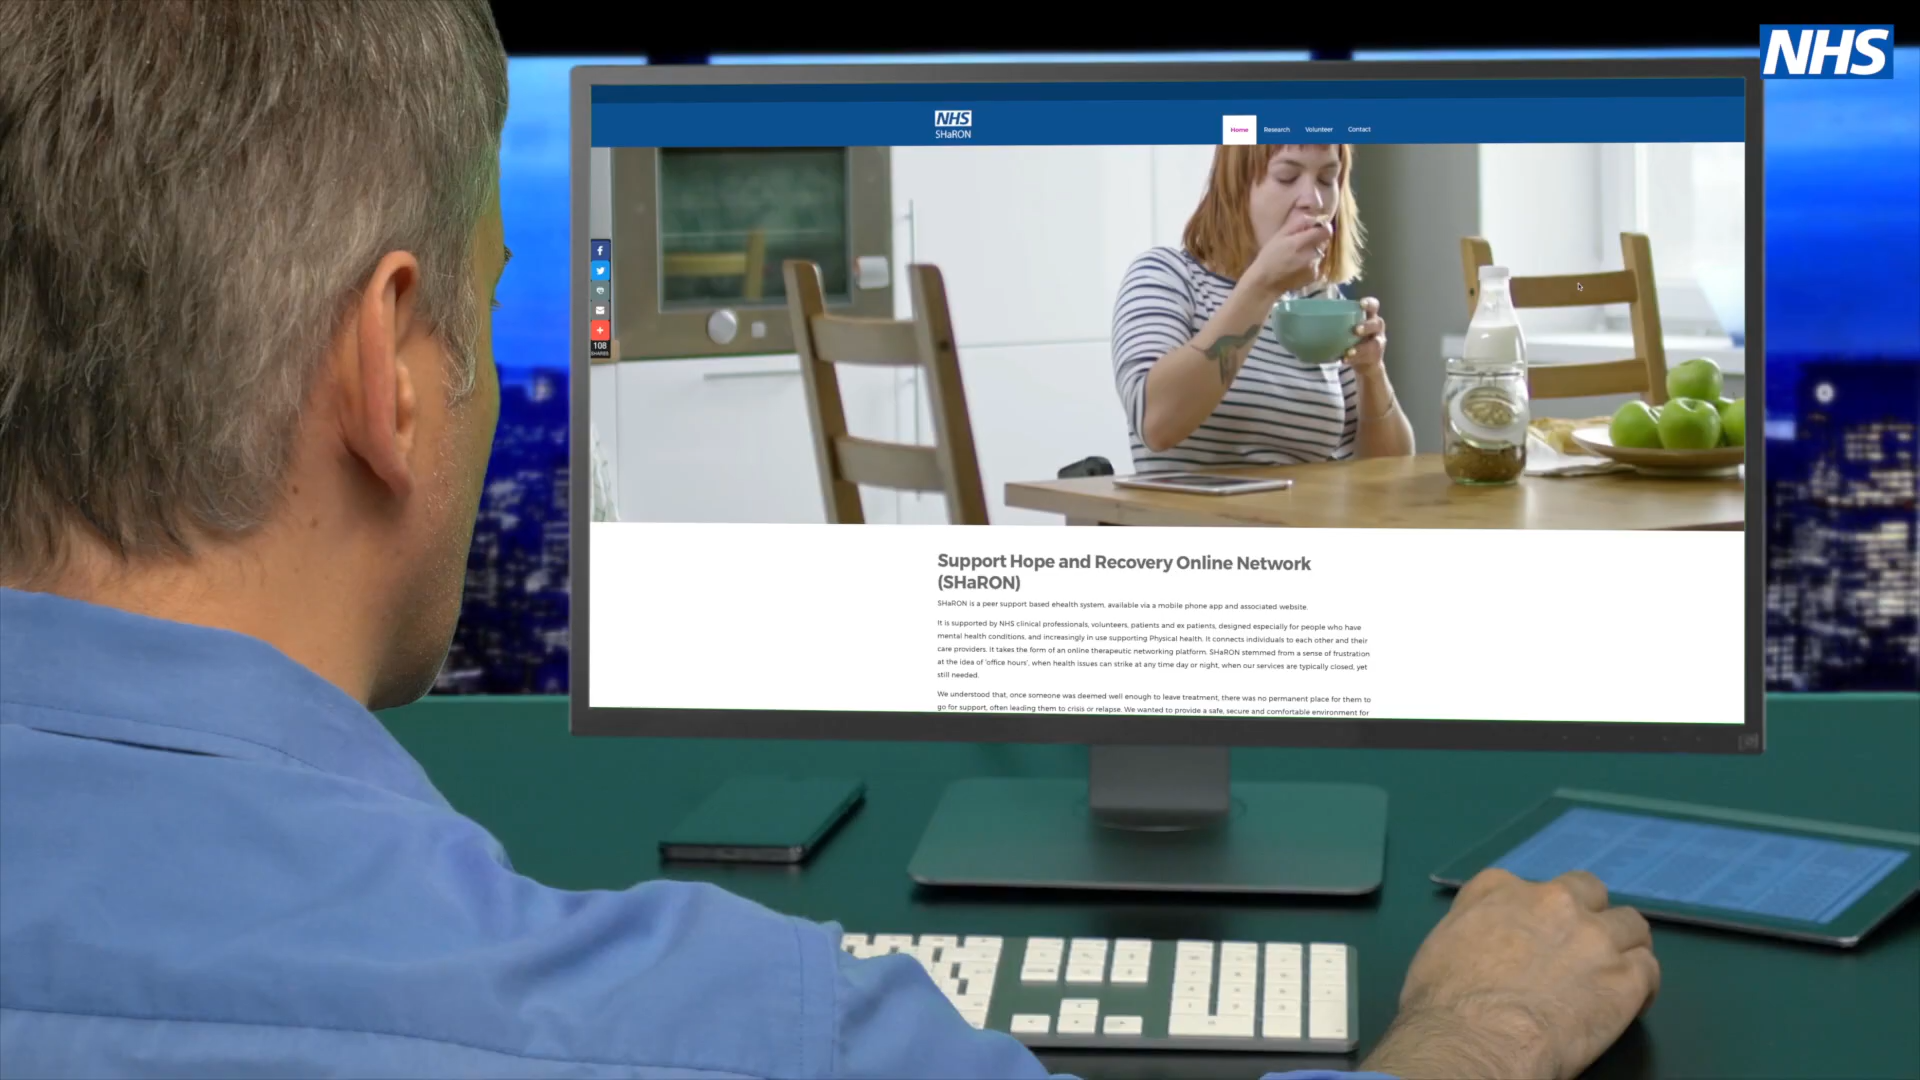 NHS
NHS
SHaRON
Home Research Volunteer Contact
108
SHARES
Support Hope and Recovery Online Network
(SHaRON)
SHaRON is a peer support based ehealth system, available via a mobile phone app and associated website.
It is supported by NHS clinical professionals, volunteers, patients and ex patients, designed especially for people who have
mental health conditions, and increasingly in use supporting Physical health. It connects individuals to each other and their
care providers. It takes the form of an online therapeutic networking platform. SHaRON stemmed from a sense of frustration
at the idea of 'office hours', when health issues can strike at any time day or night, when our services are typically closed, yet
still needed.
We understood that, once someone was deemed well enough to leave treatment, there was no permanent place for them to
go for support, often leading them to crisis or relapse. We wanted to provide a safe, secure and comfortable environment for